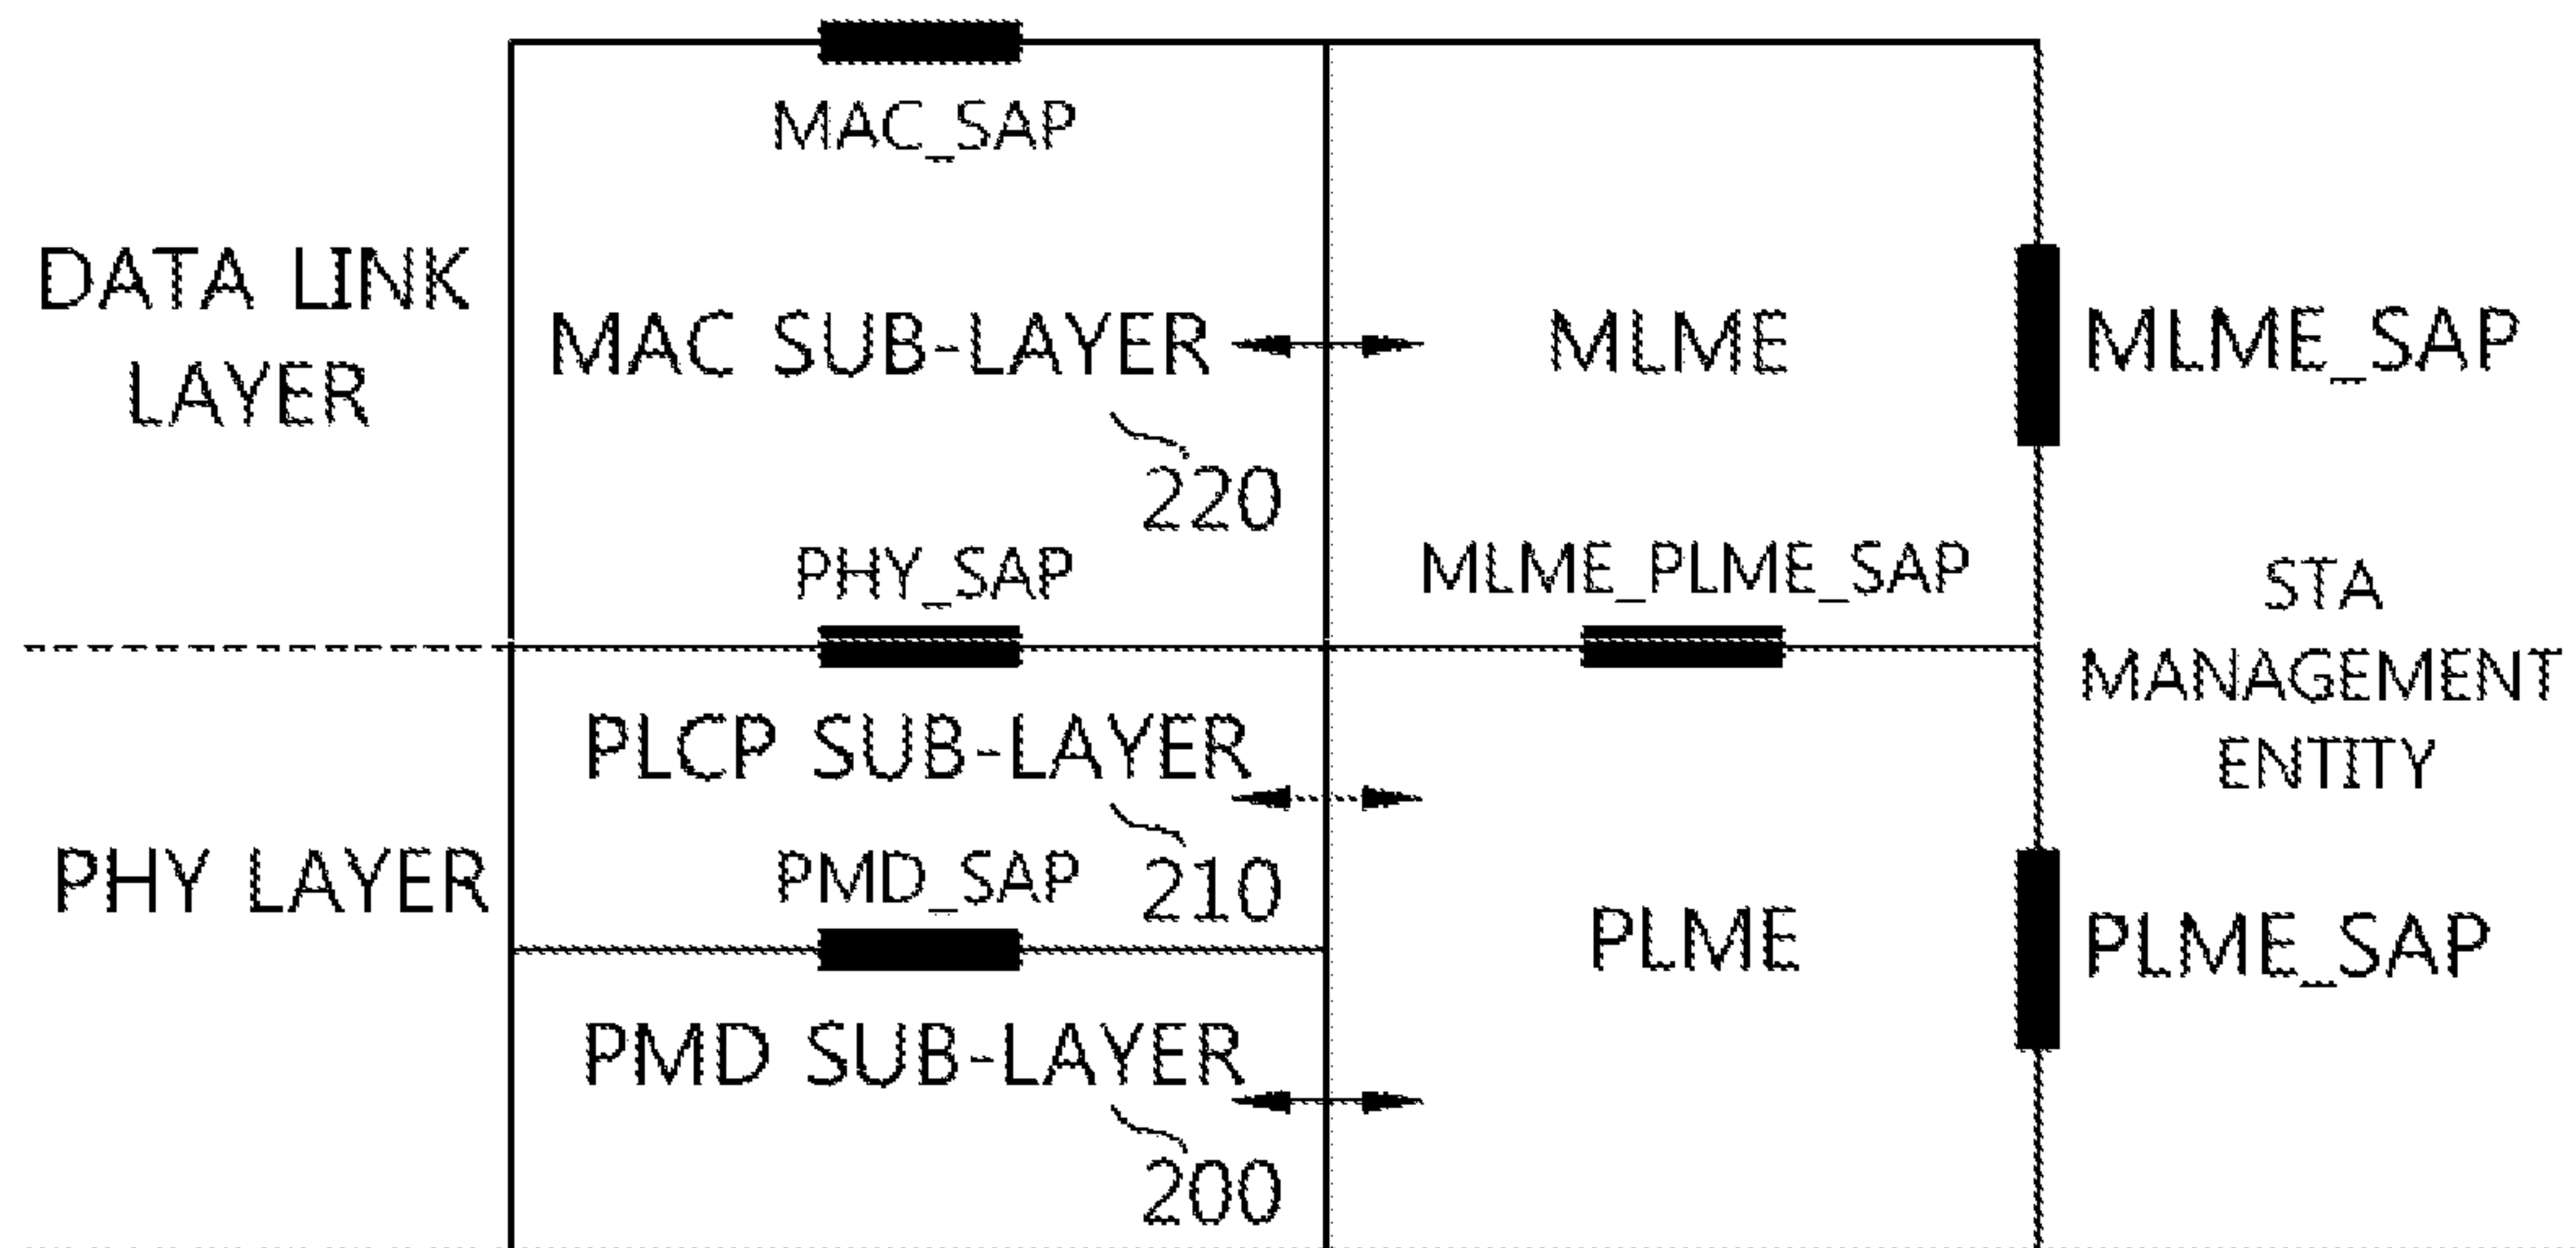 MAC_SAP
DATA LINK
LAYER
MAC SUB-LAYER
MLME
MLME_SAP
220
PHY_SAP
MLME_PLME_SAP
STA
MANAGEMENT
ENTITY
PLCP SUB-LAYER
210
PHY LAYER
PMD_SAP
PLME
PLME_SAP
PMD SUB-LAYER
200